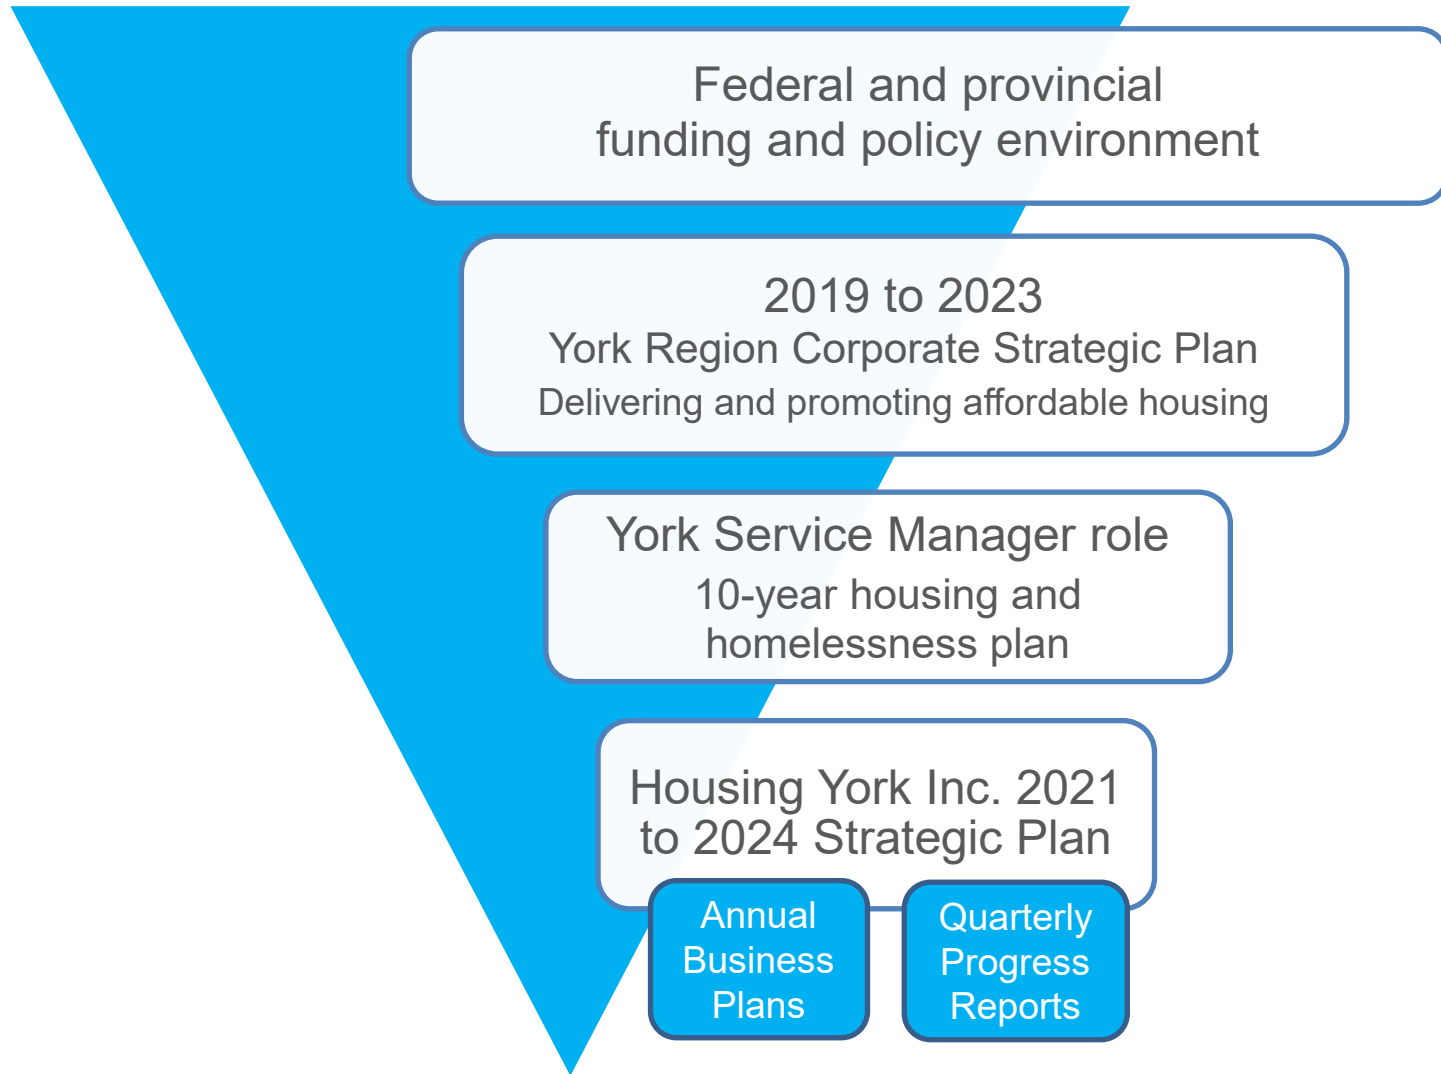 Federal and provincial
funding and policy environment
2019 to 2023
York Region Corporate Strategic Plan
Delivering and promoting affordable housing
York Service Manager role
10-year housing and
homelessness plan
Housing York Inc. 2021
to 2024 Strategic Plan
Annual
Business
Plans
Quarterly
Progress
Reports